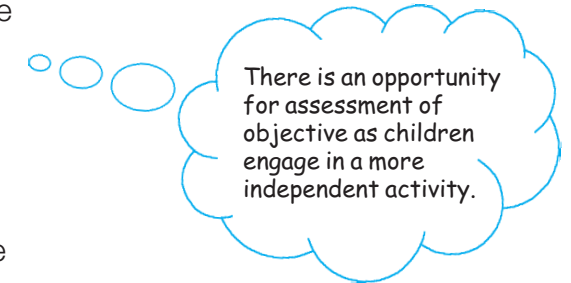 e
There is an opportunity
for assessment of
objective as children
engage in a more
independent activity.
e